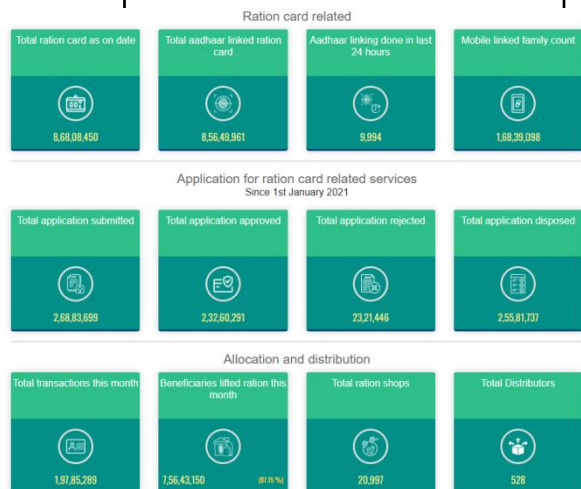 Ration card related
Total ration card as on date
8,68,08,450
Total aadhaar linked ration
card
8,56,49,961
Aadhaar linking done in last
24 hours
9,994
Mobile linked family count
1,68,39,098
Application for ration card related services
Since 1st January 2021
Total application submitted
2,68,83,699
Total application approved
2,32,60,291
Total application rejected
23,21,446
Total application disposed
2,55,81,737
Allocation and distribution
Total transactions this month
1,97,85,289
Beneficiaries lifted ration this
month
7,56,43,150 (87.15 %)
Total ration shops
20,997
Total Distributors
528